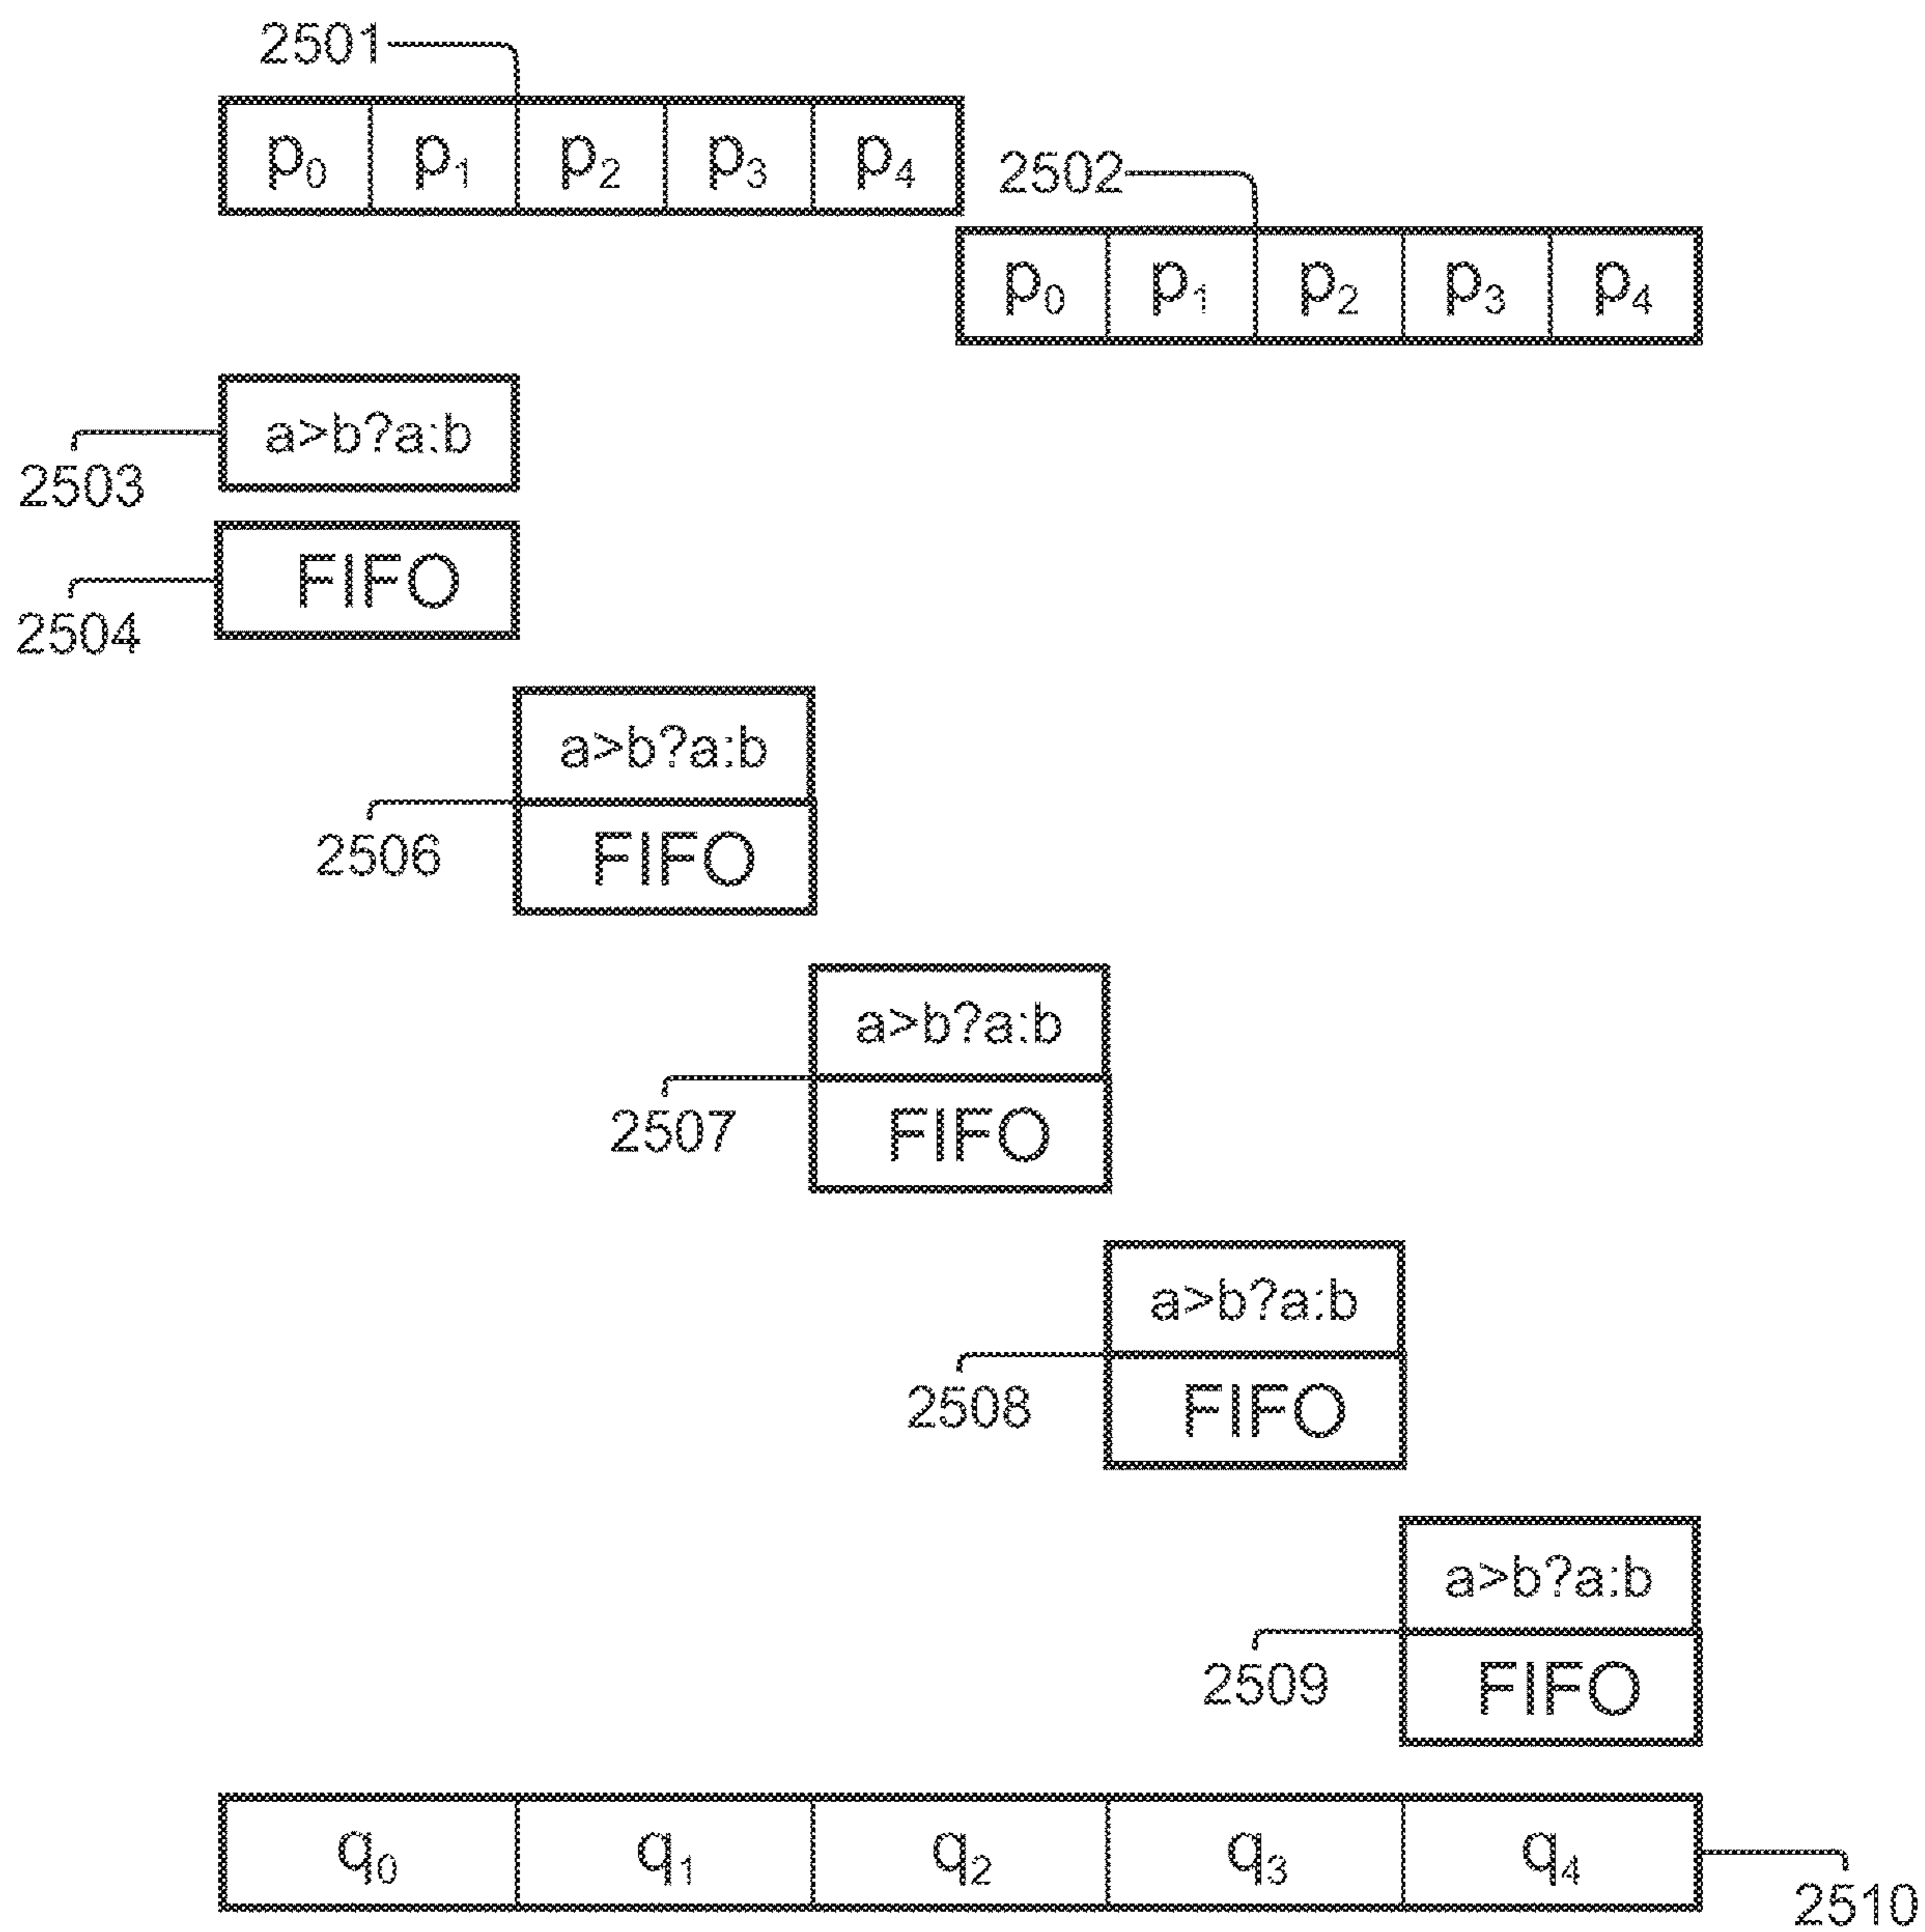 2501
p₀ p₁ p₂ p₃ p₄
2502
p₀ p₁ p₂ p₃ p₄
a>b?a:b
2503
FIFO
2504
a>b?a:b
2506
FIFO
a>b?a:b
2507
FIFO
a>b?a:b
2508
FIFO
a>b?a:b
2509
FIFO
q₀ q₁ q₂ q₃ q₄
2510